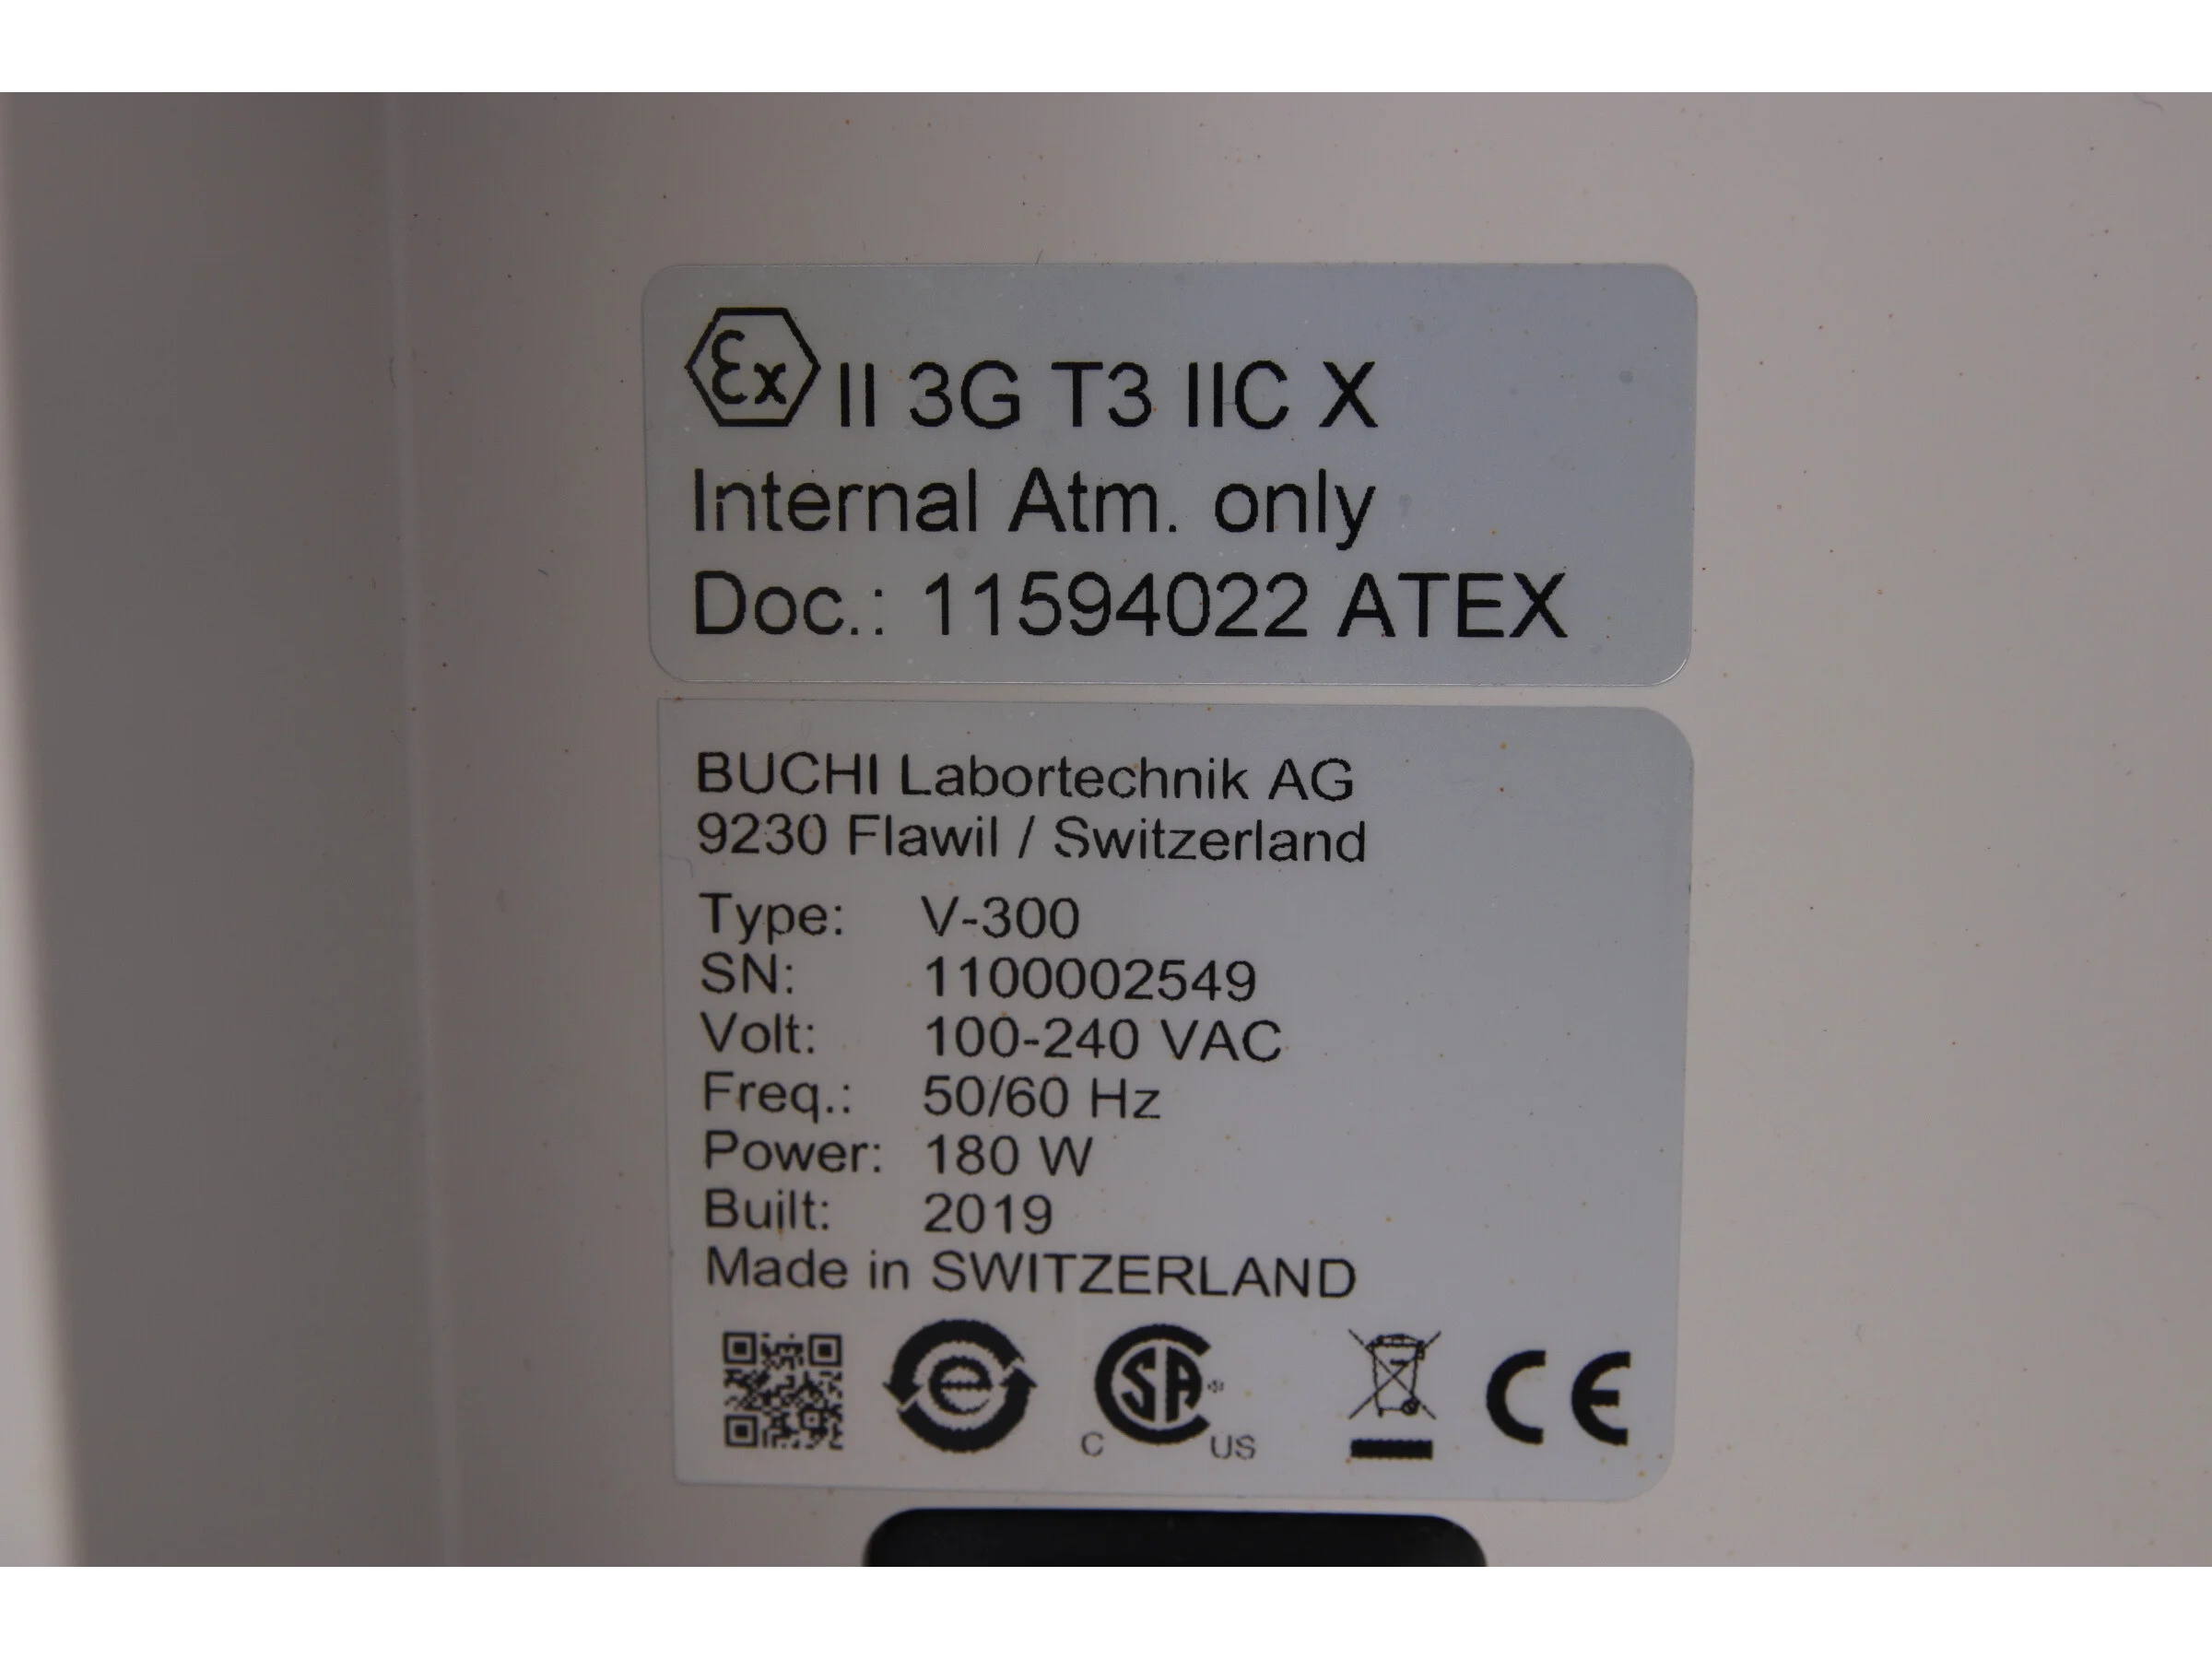 Ex II 3G T3 IIC X
Internal Atm. only
Doc.: 11594022 ATEX
BUCHI Labortechnik AG
9230 Flawil / Switzerland
Type: V-300
SN: 1100002549
Volt: 100-240 VAC
Freq.: 50/60 Hz
Power: 180 W
Built: 2019
Made in SWITZERLAND
e C SA ® US CE